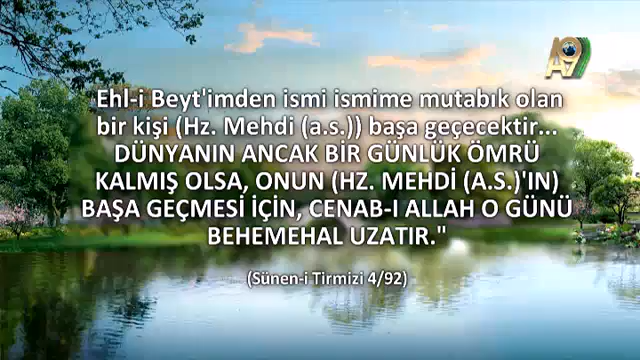 A9
Ehl-i Beyt'imden ismi ismime mutabık olan
bir kişi (Hz. Mehdi (a.s.)) başa geçecektir...
DÜNYANIN ANCAK BİR GÜNLÜK ÖMRÜ
KALMIŞ OLSA, ONUN (HZ. MEHDİ (A.S.)'IN)
BAŞA GEÇMESİ İÇİN, CENAB-I ALLAH O GÜNÜ
BEHEMEHAL UZATIR."
(Sünen-i Tirmizi 4/92)